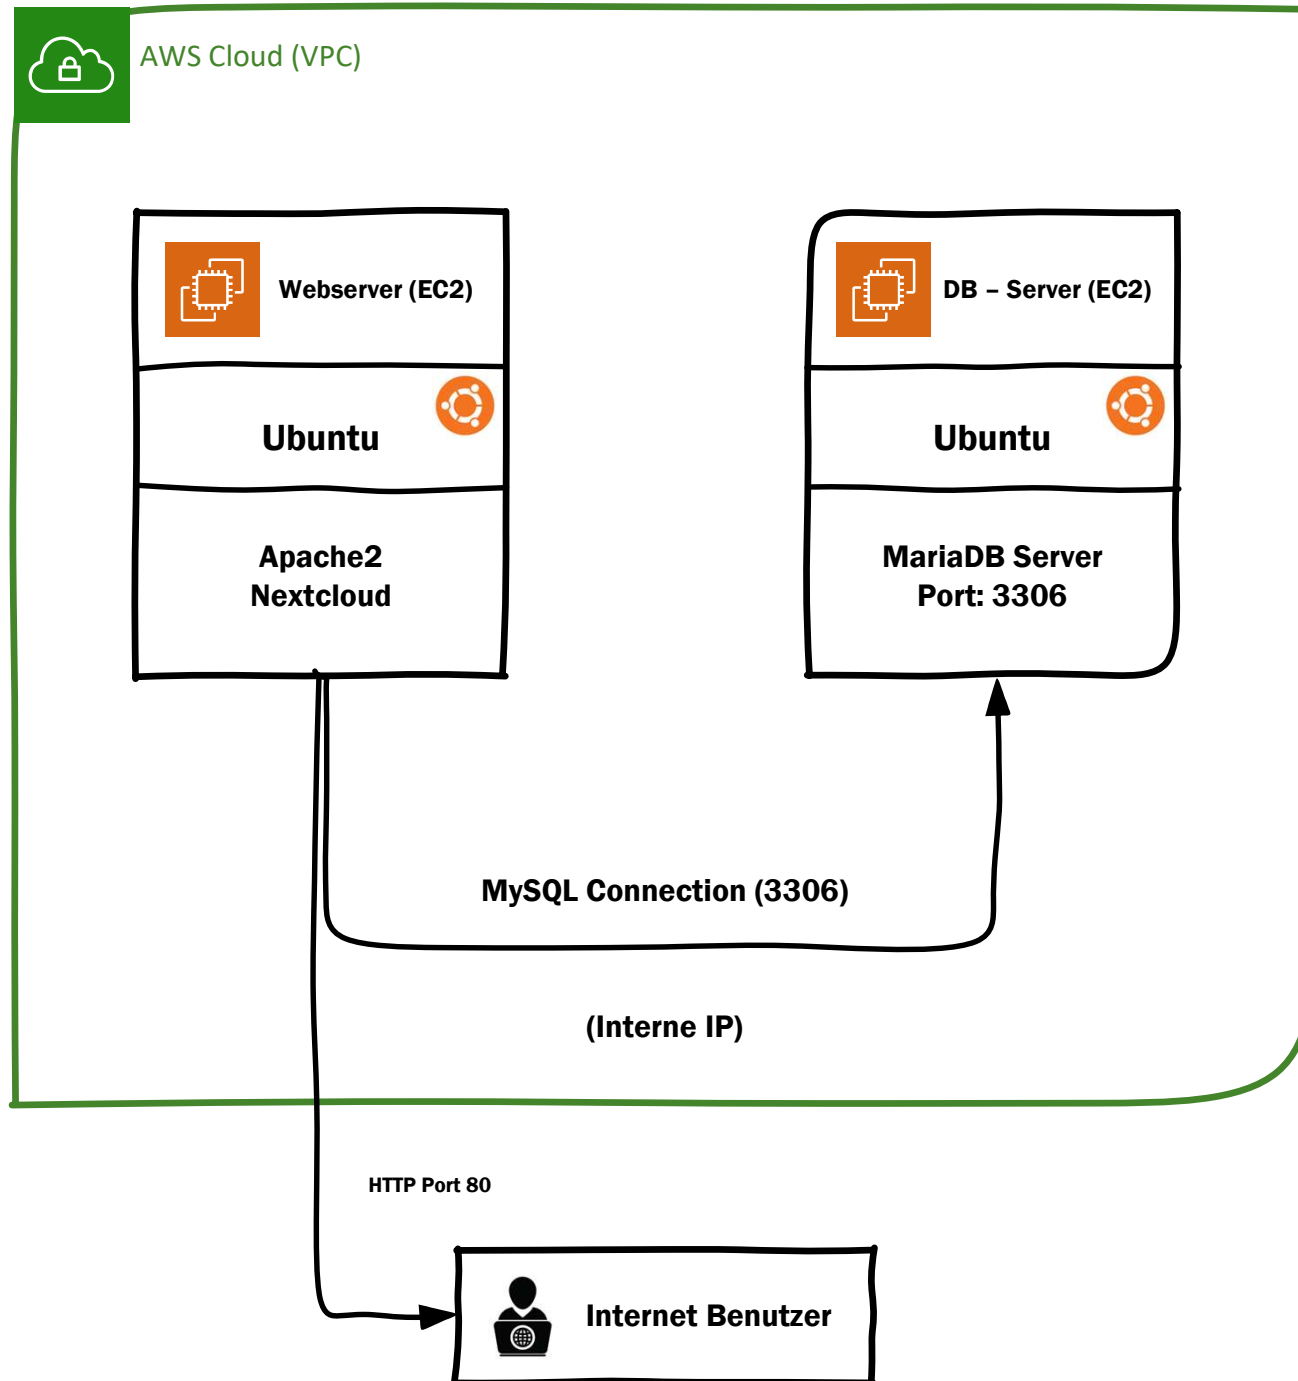 AWS Cloud (VPC)
Webserver (EC2)
Ubuntu
Apache2
Nextcloud
DB – Server (EC2)
Ubuntu
MariaDB Server
Port: 3306
MySQL Connection (3306)
(Interne IP)
HTTP Port 80
Internet Benutzer